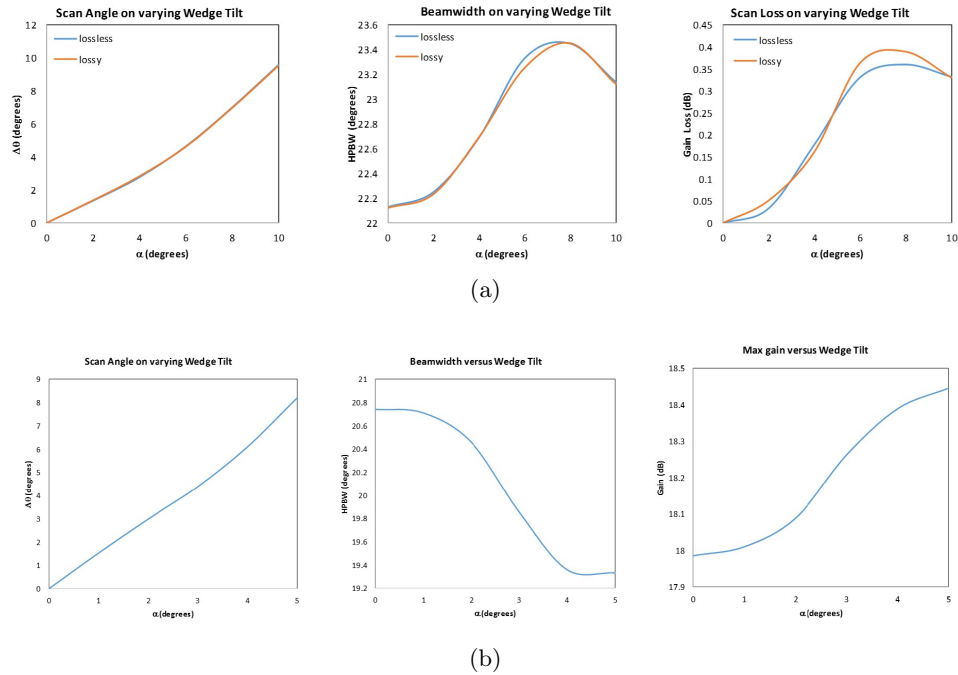 Scan Angle on varying Wedge Tilt
12
10
8
6
4
2
0
Δθ (degrees)
lossless
lossy
0 2 4 6 8 10
α (degrees)
Beamwidth on varying Wedge Tilt
23.6
23.4
23.2
23
22.8
22.6
22.4
22.2
22
HPBW (degrees)
lossless
lossy
0 2 4 6 8 10
α (degrees)
Scan Loss on varying Wedge Tilt
0.45
0.4
0.35
0.3
0.25
0.2
0.15
0.1
0.05
0
Gain Loss (dB)
lossless
lossy
0 2 4 6 8 10
α (degrees)
(a)
Scan Angle on varying Wedge Tilt
9
8
7
6
5
4
3
2
1
0
Δθ (degrees)
0 1 2 3 4 5
α (degrees)
Beamwidth versus Wedge Tilt
21
20.8
20.6
20.4
20.2
20
19.8
19.6
19.4
19.2
HPBW (degrees)
0 1 2 3 4 5
α (degrees)
Max gain versus Wedge Tilt
18.5
18.4
18.3
18.2
18.1
18
17.9
Gain (dB)
0 1 2 3 4 5
α (degrees)
(b)